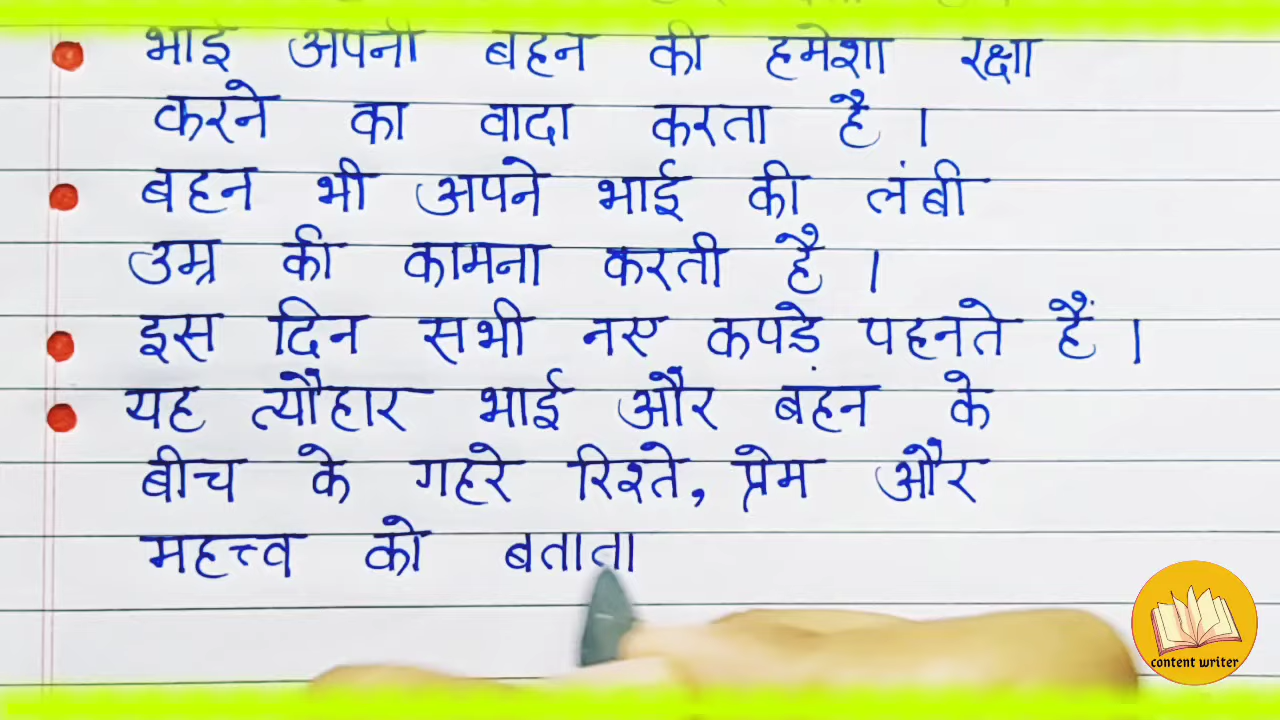 भाई अपनी बहन की हमेशा रक्षा
करने का वादा करता है ।
बहन भी अपने भाई की लंबी
उम्र की कामना करती है ।
इस दिन सभी नए कपड़े पहनते हैं ।
यह त्यौहार भाई और बंहन के
बीच के गहरे रिश्ते, प्रेम और
महत्त्व को बताता
content writer